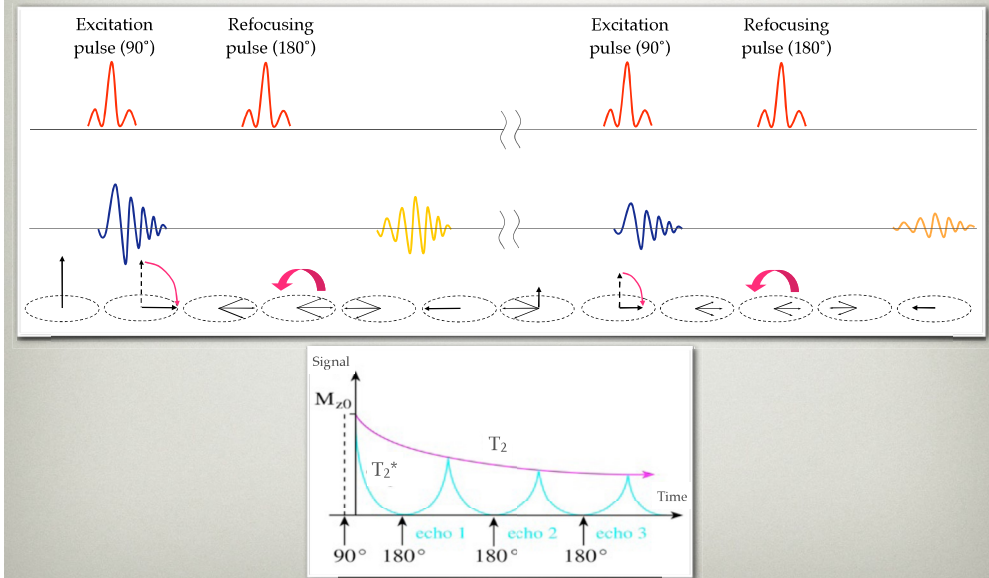 Excitation
pulse (90˚)
Refocusing
pulse (180˚)
Excitation
pulse (90˚)
Refocusing
pulse (180˚)
Signal
Mz0
T2
T2*
Time
echo 1
echo 2
echo 3
90°
180°
180°
180°